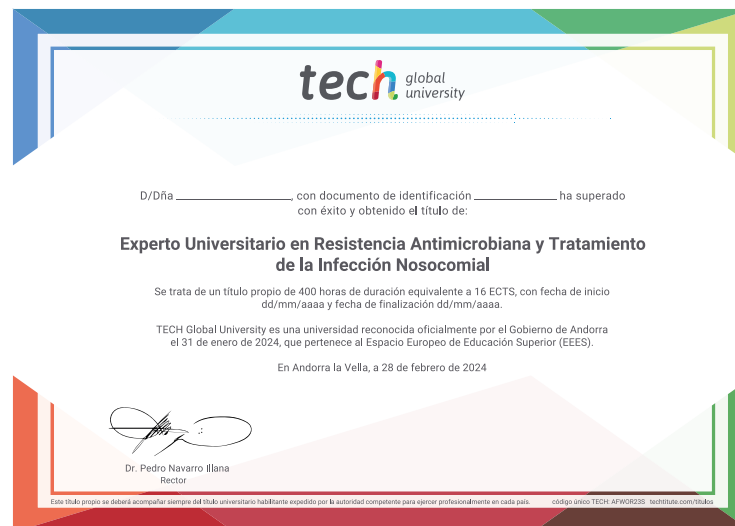 tech global university
D/Dña ____________, con documento de identificación ____________ ha superado
con éxito y obtenido el título de:
Experto Universitario en Resistencia Antimicrobiana y Tratamiento
de la Infección Nosocomial
Se trata de un título propio de 400 horas de duración equivalente a 16 ECTS, con fecha de inicio
dd/mm/aaaa y fecha de finalización dd/mm/aaaa.
TECH Global University es una universidad reconocida oficialmente por el Gobierno de Andorra
el 31 de enero de 2024, que pertenece al Espacio Europeo de Educación Superior (EEES).
En Andorra la Vella, a 28 de febrero de 2024
Dr. Pedro Navarro Illana
Rector
Este título propio se deberá acompañar siempre del título universitario habilitante expedido por la autoridad competente para ejercer profesionalmente en cada país. código único TECH: AFWOR23S techtitute.com/titulos